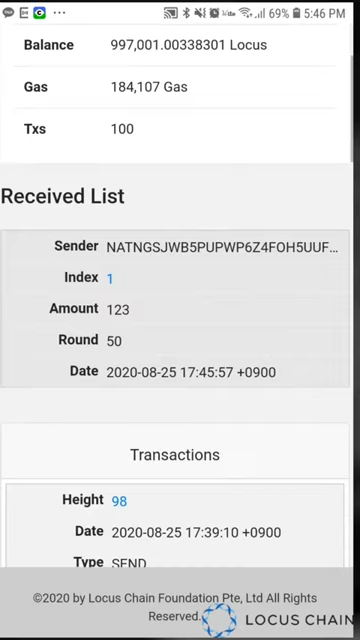 69% 5:46 PM
Balance 997,001.00338301 Locus
Gas 184,107 Gas
Txs 100
Received List
Sender NATNGSJWB5PUPWP6Z4FOH5UUF...
Index 1
Amount 123
Round 50
Date 2020-08-25 17:45:57 +0900
Transactions
Height 98
Date 2020-08-25 17:39:10 +0900
Type SEND
©2020 by Locus Chain Foundation Pte, Ltd All Rights
Reserved.
LOCUS CHAIN